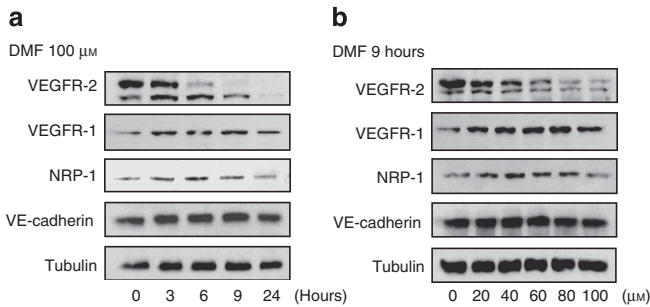 a
DMF 100 μM
VEGFR-2
VEGFR-1
NRP-1
VE-cadherin
Tubulin
0 3 6 9 24 (Hours)
b
DMF 9 hours
VEGFR-2
VEGFR-1
NRP-1
VE-cadherin
Tubulin
0 20 40 60 80 100 (μM)